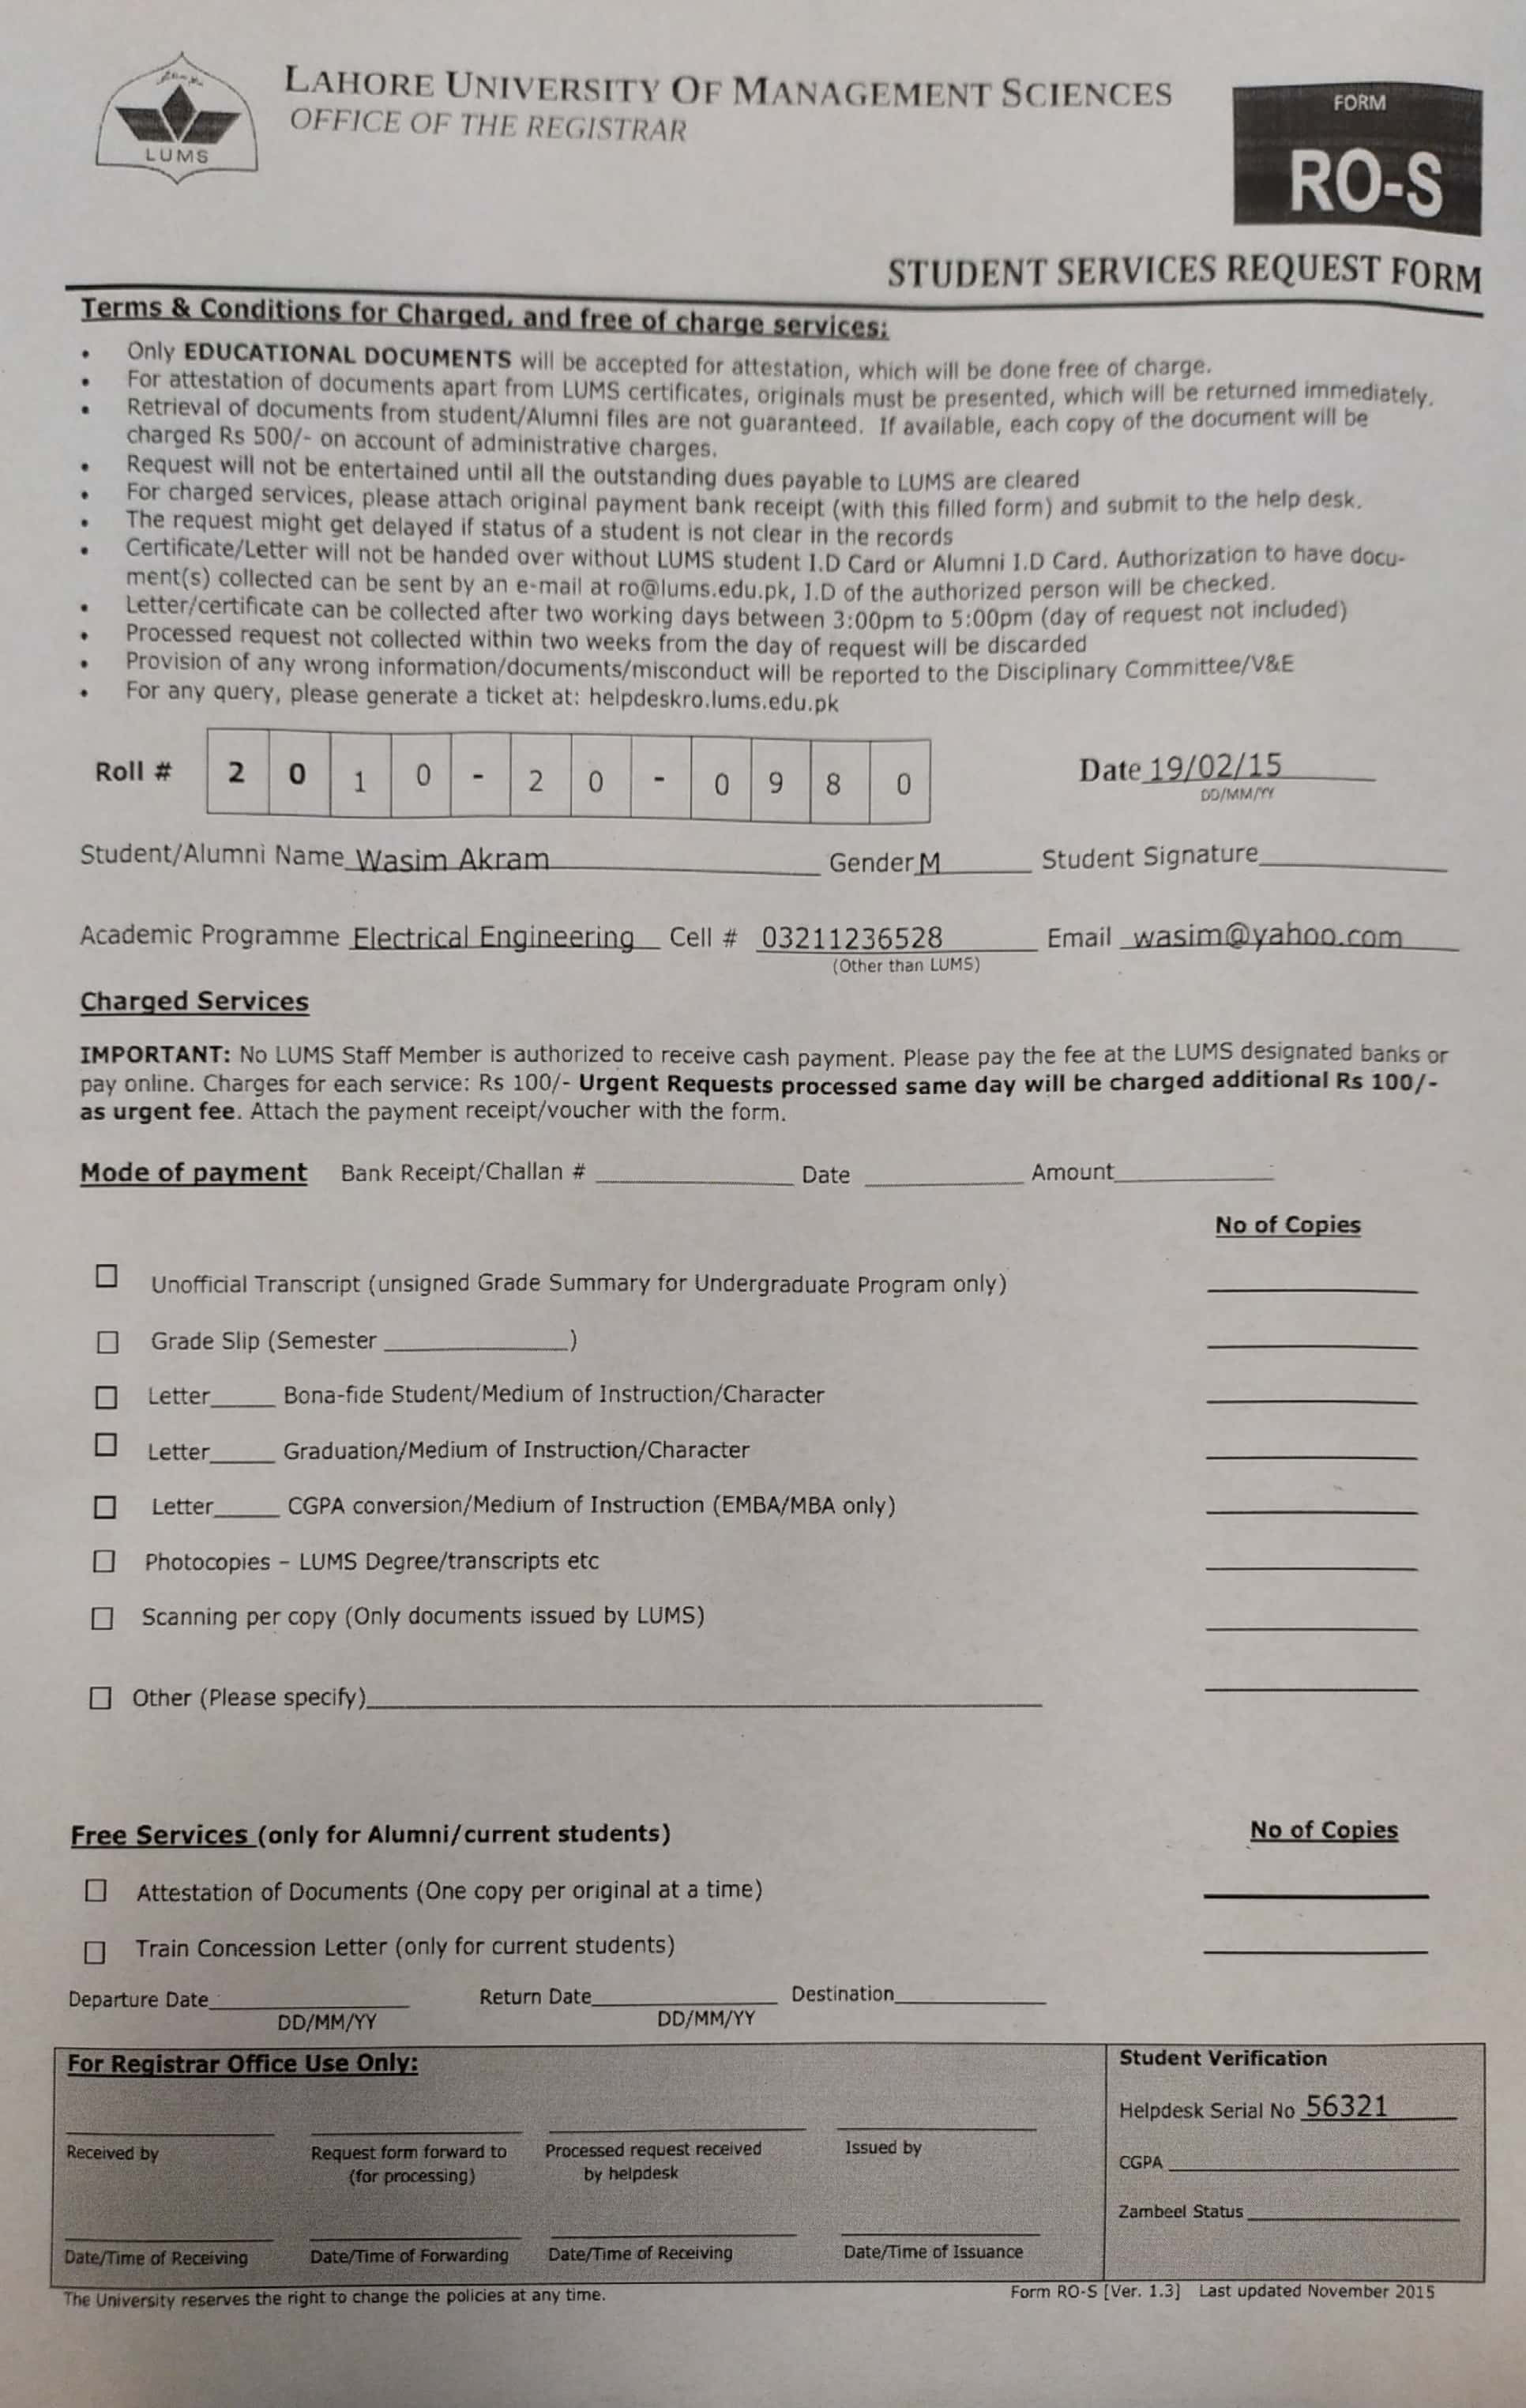 LUMS
LAHORE UNIVERSITY OF MANAGEMENT SCIENCES
OFFICE OF THE REGISTRAR
FORM
RO-S
STUDENT SERVICES REQUEST FORM
Terms & Conditions for Charged, and free of charge services:
• Only EDUCATIONAL DOCUMENTS will be accepted for attestation, which will be done free of charge.
• For attestation of documents apart from LUMS certificates, originals must be presented, which will be returned immediately.
• Retrieval of documents from student/Alumni files are not guaranteed. If available, each copy of the document will be
charged Rs 500/- on account of administrative charges.
• Request will not be entertained until all the outstanding dues payable to LUMS are cleared
• For charged services, please attach original payment bank receipt (with this filled form) and submit to the help desk.
• The request might get delayed if status of a student is not clear in the records
• Certificate/Letter will not be handed over without LUMS student I.D Card or Alumni I.D Card. Authorization to have docu-
ment(s) collected can be sent by an e-mail at ro@lums.edu.pk, I.D of the authorized person will be checked.
• Letter/certificate can be collected after two working days between 3:00pm to 5:00pm (day of request not included)
• Processed request not collected within two weeks from the day of request will be discarded
• Provision of any wrong information/documents/misconduct will be reported to the Disciplinary Committee/V&E
• For any query, please generate a ticket at: helpdeskro.lums.edu.pk
Roll # 2 0 1 0 - 2 0 - 0 9 8 0 Date 19/02/15
DD/MM/YY
Student/Alumni Name Wasim Akram Gender M Student Signature
Academic Programme Electrical Engineering Cell # 03211236528 Email wasim@yahoo.com
(Other than LUMS)
Charged Services
IMPORTANT: No LUMS Staff Member is authorized to receive cash payment. Please pay the fee at the LUMS designated banks or
pay online. Charges for each service: Rs 100/- Urgent Requests processed same day will be charged additional Rs 100/-
as urgent fee. Attach the payment receipt/voucher with the form.
Mode of payment Bank Receipt/Challan # Date Amount
No of Copies
Unofficial Transcript (unsigned Grade Summary for Undergraduate Program only)
Grade Slip (Semester )
Letter Bona-fide Student/Medium of Instruction/Character
Letter Graduation/Medium of Instruction/Character
Letter CGPA conversion/Medium of Instruction (EMBA/MBA only)
Photocopies – LUMS Degree/transcripts etc
Scanning per copy (Only documents issued by LUMS)
Other (Please specify)
Free Services (only for Alumni/current students) No of Copies
Attestation of Documents (One copy per original at a time)
Train Concession Letter (only for current students)
Departure Date Return Date Destination
DD/MM/YY DD/MM/YY
For Registrar Office Use Only: Student Verification
Helpdesk Serial No 56321
Received by Request form forward to Processed request received Issued by
(for processing) by helpdesk
CGPA
Zambeel Status
Date/Time of Receiving Date/Time of Forwarding Date/Time of Receiving Date/Time of Issuance
The University reserves the right to change the policies at any time. Form RO-S [Ver. 1.3] Last updated November 2015